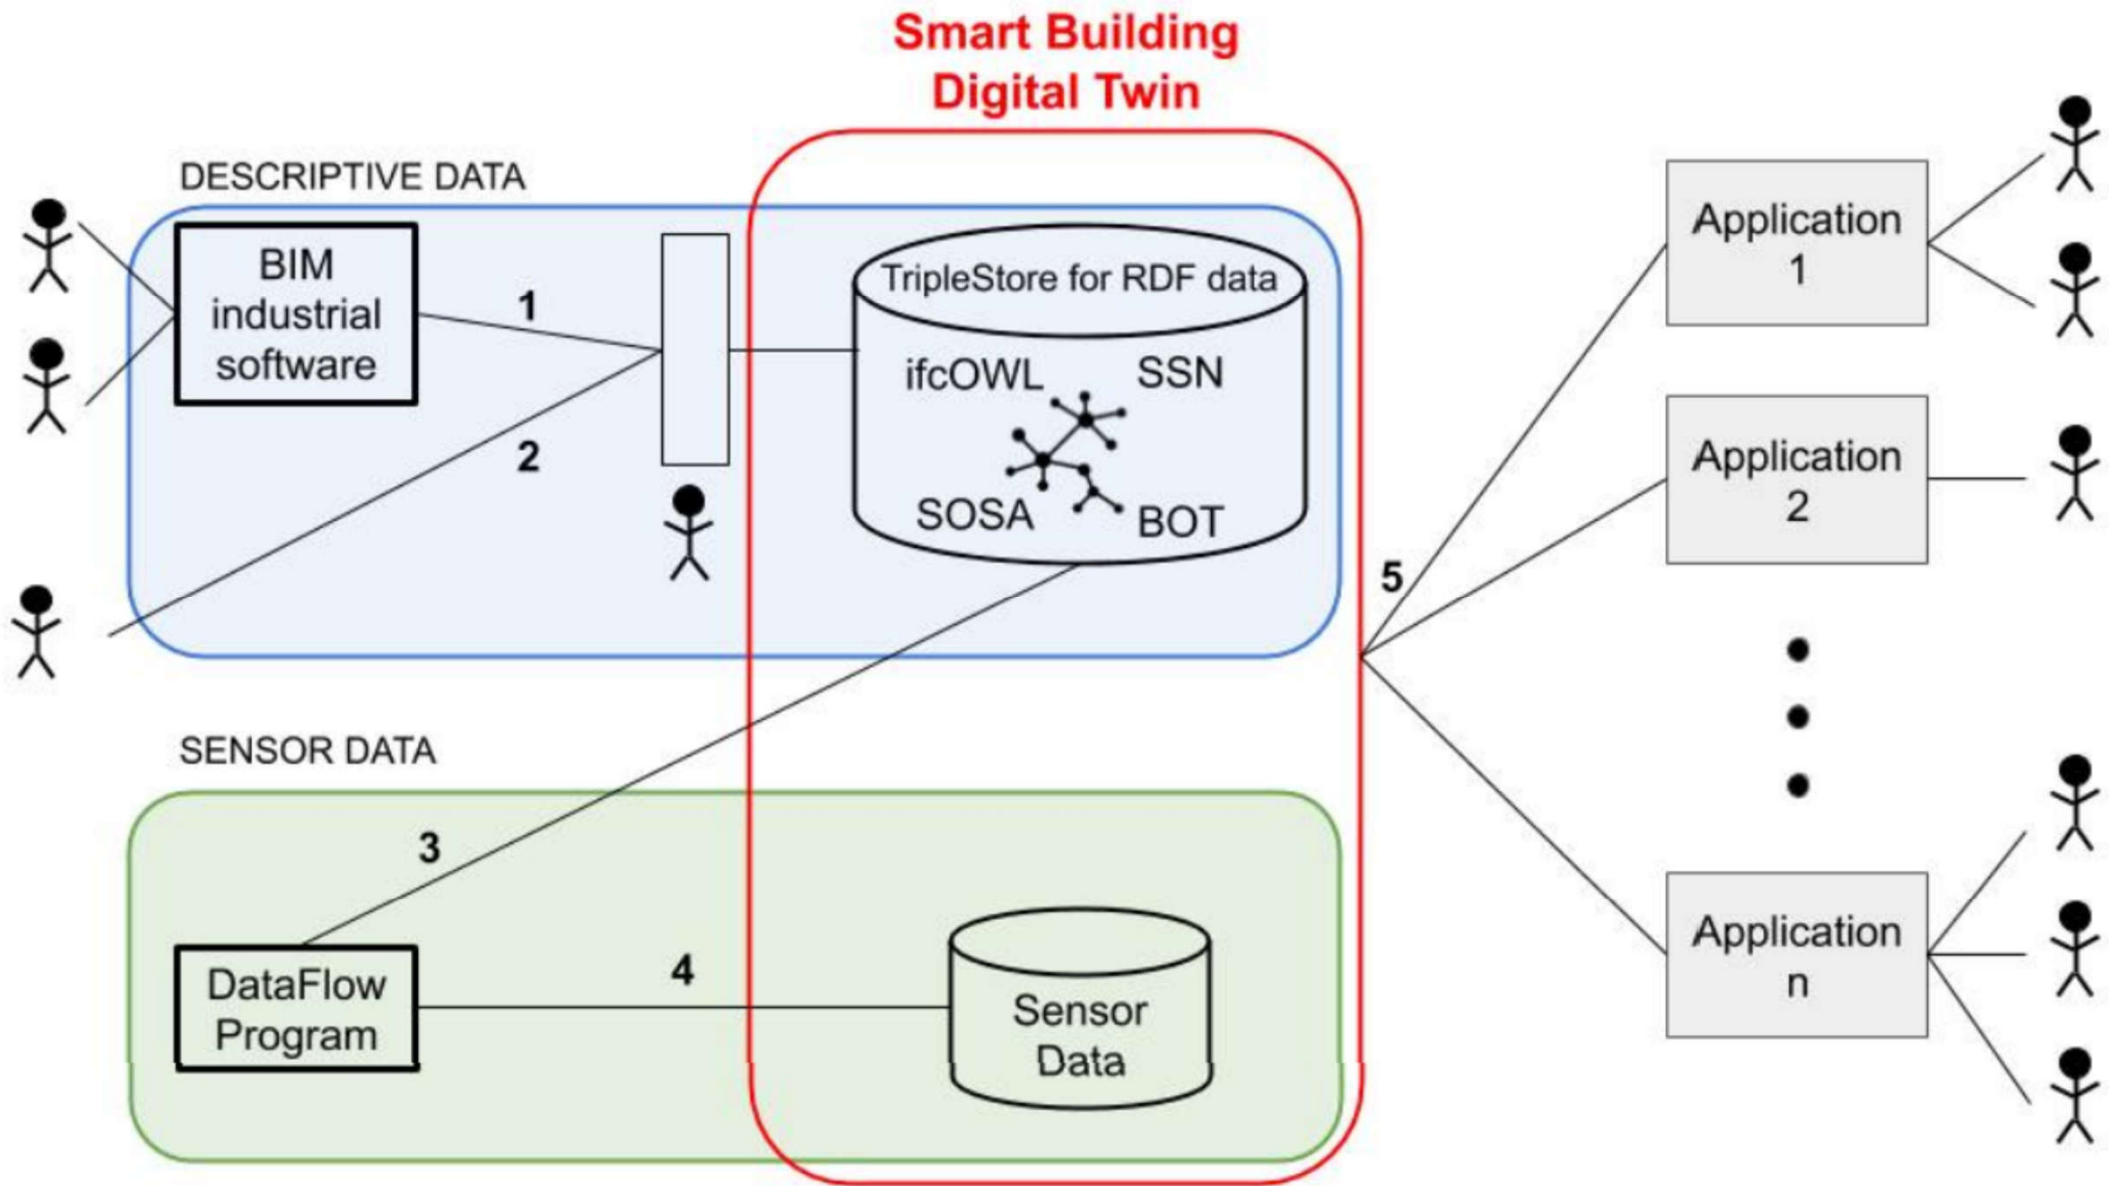 Smart Building
Digital Twin
DESCRIPTIVE DATA
BIM
industrial
software
1
2
TripleStore for RDF data
ifcOWL
SSN
SOSA
BOT
SENSOR DATA
3
DataFlow
Program
4
Sensor
Data
5
Application
1
Application
2
Application
n